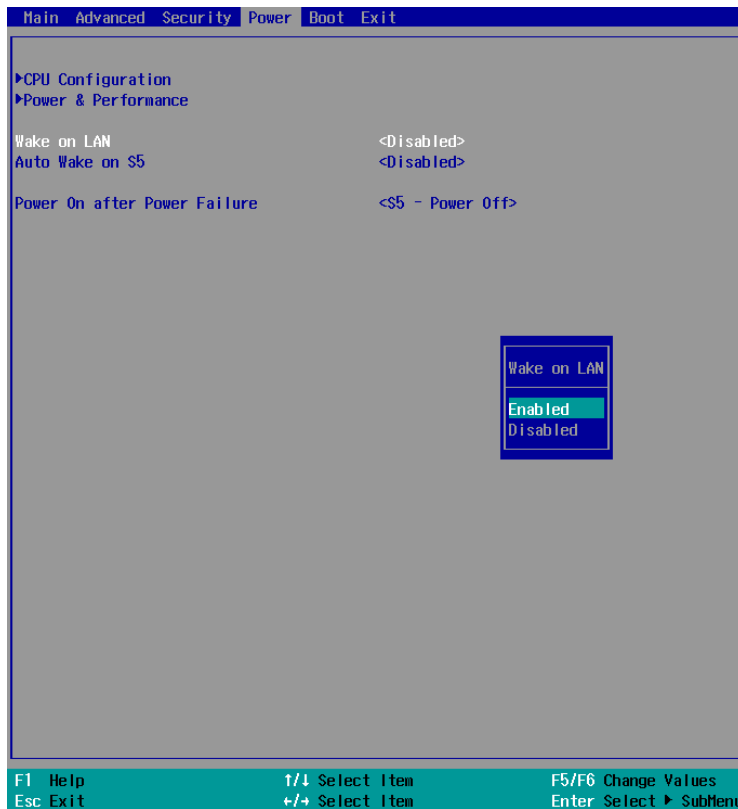 Main Advanced Security Power Boot Exit
▶CPU Configuration
▶Power & Performance
Wake on LAN <Disabled>
Auto Wake on S5 <Disabled>
Power On after Power Failure <S5 - Power Off>
Wake on LAN
Enabled
Disabled
F1 Help ↑/↓ Select Item F5/F6 Change Values
Esc Exit ←/→ Select Item Enter Select ▶ SubMenu